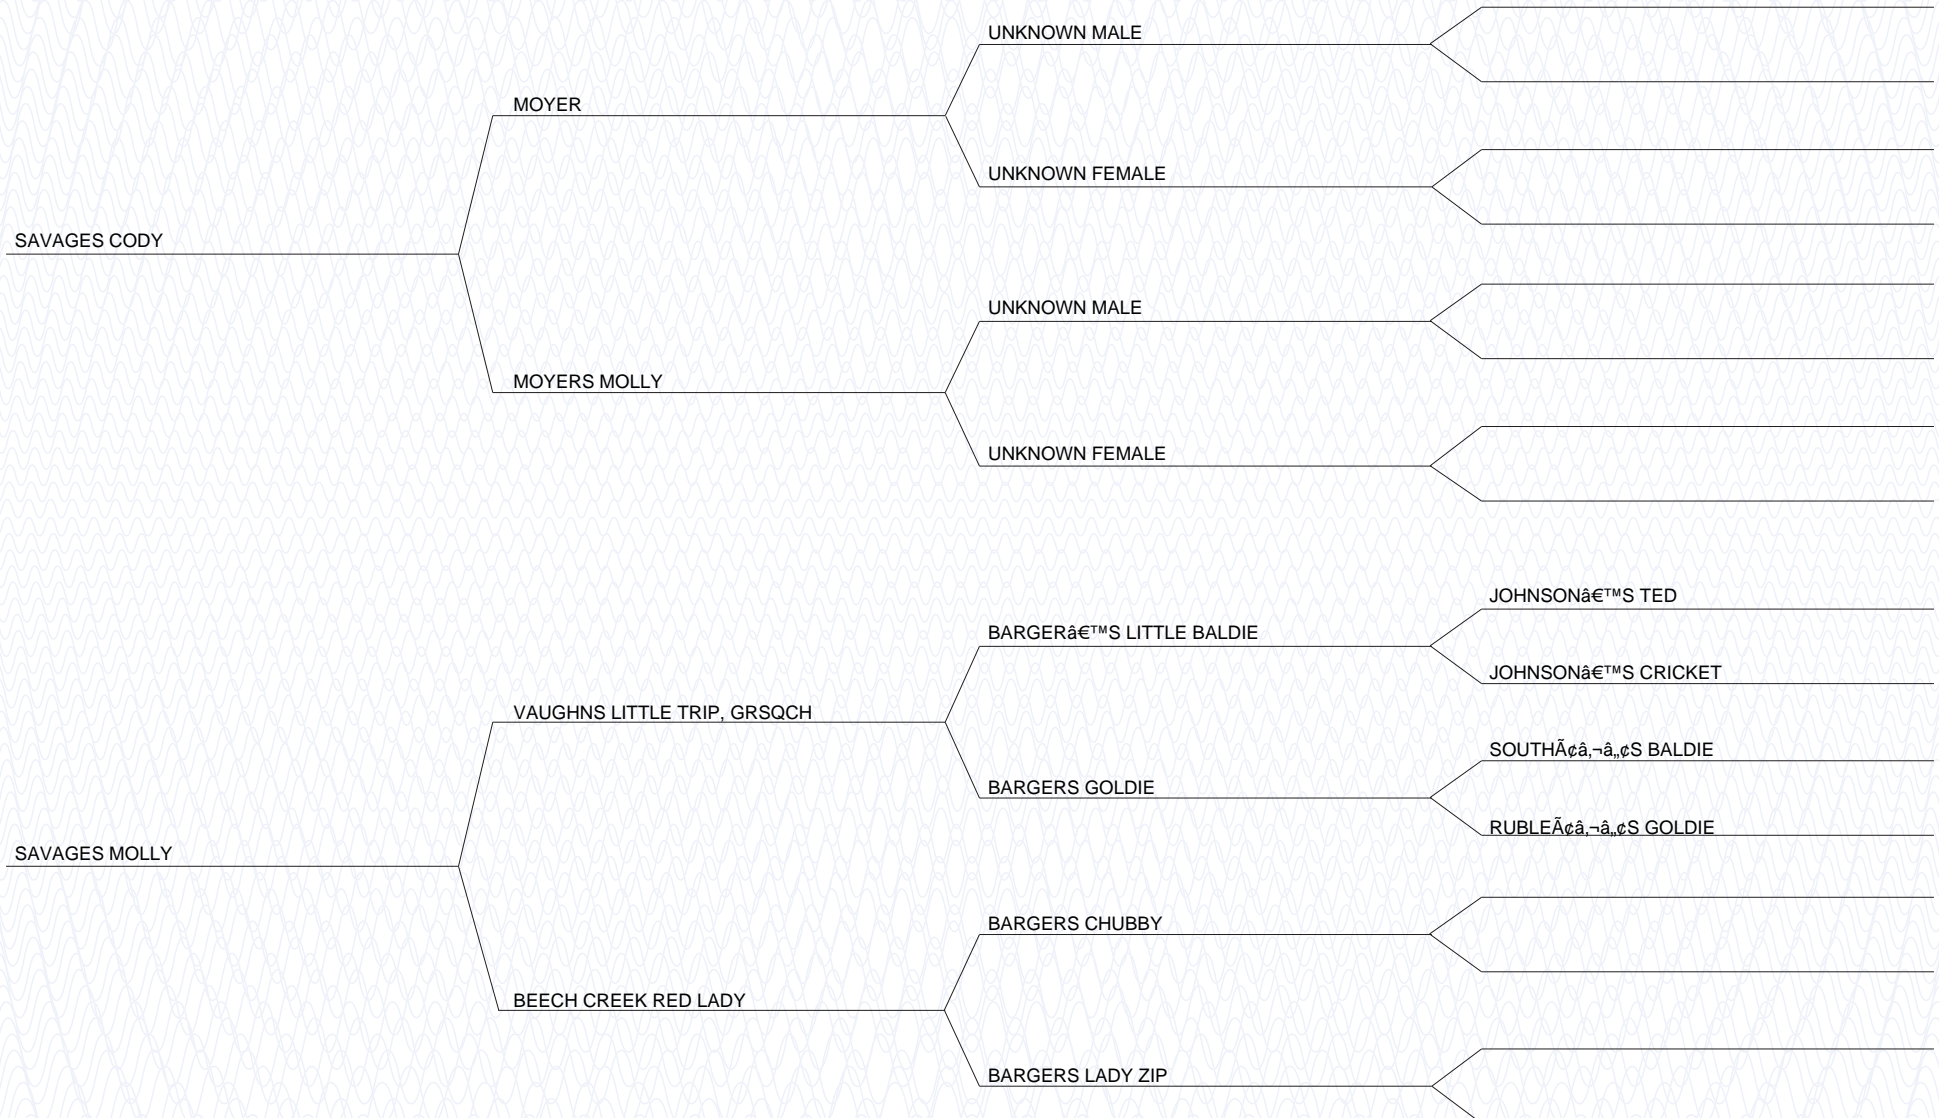 UNKNOWN MALE
MOYER
UNKNOWN FEMALE
SAVAGES CODY
UNKNOWN MALE
MOYERS MOLLY
UNKNOWN FEMALE
JOHNSONâ€™S TED
BARGERâ€™S LITTLE BALDIE
JOHNSONâ€™S CRICKET
VAUGHNS LITTLE TRIP, GRSQCH
SOUTHÃ¢â‚¬â„¢S BALDIE
BARGERS GOLDIE
RUBLEÃ¢â‚¬â„¢S GOLDIE
SAVAGES MOLLY
BARGERS CHUBBY
BEECH CREEK RED LADY
BARGERS LADY ZIP